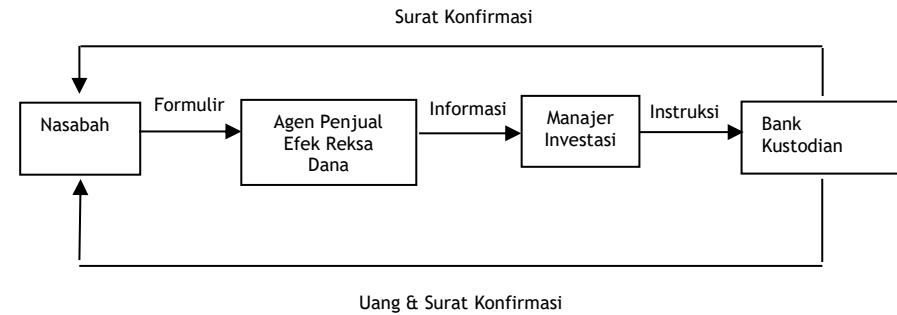 Surat Konfirmasi
Nasabah
Formulir
Agen Penjual
Efek Reksa
Dana
Informasi
Manajer
Investasi
Instruksi
Bank
Kustodian
Uang & Surat Konfirmasi